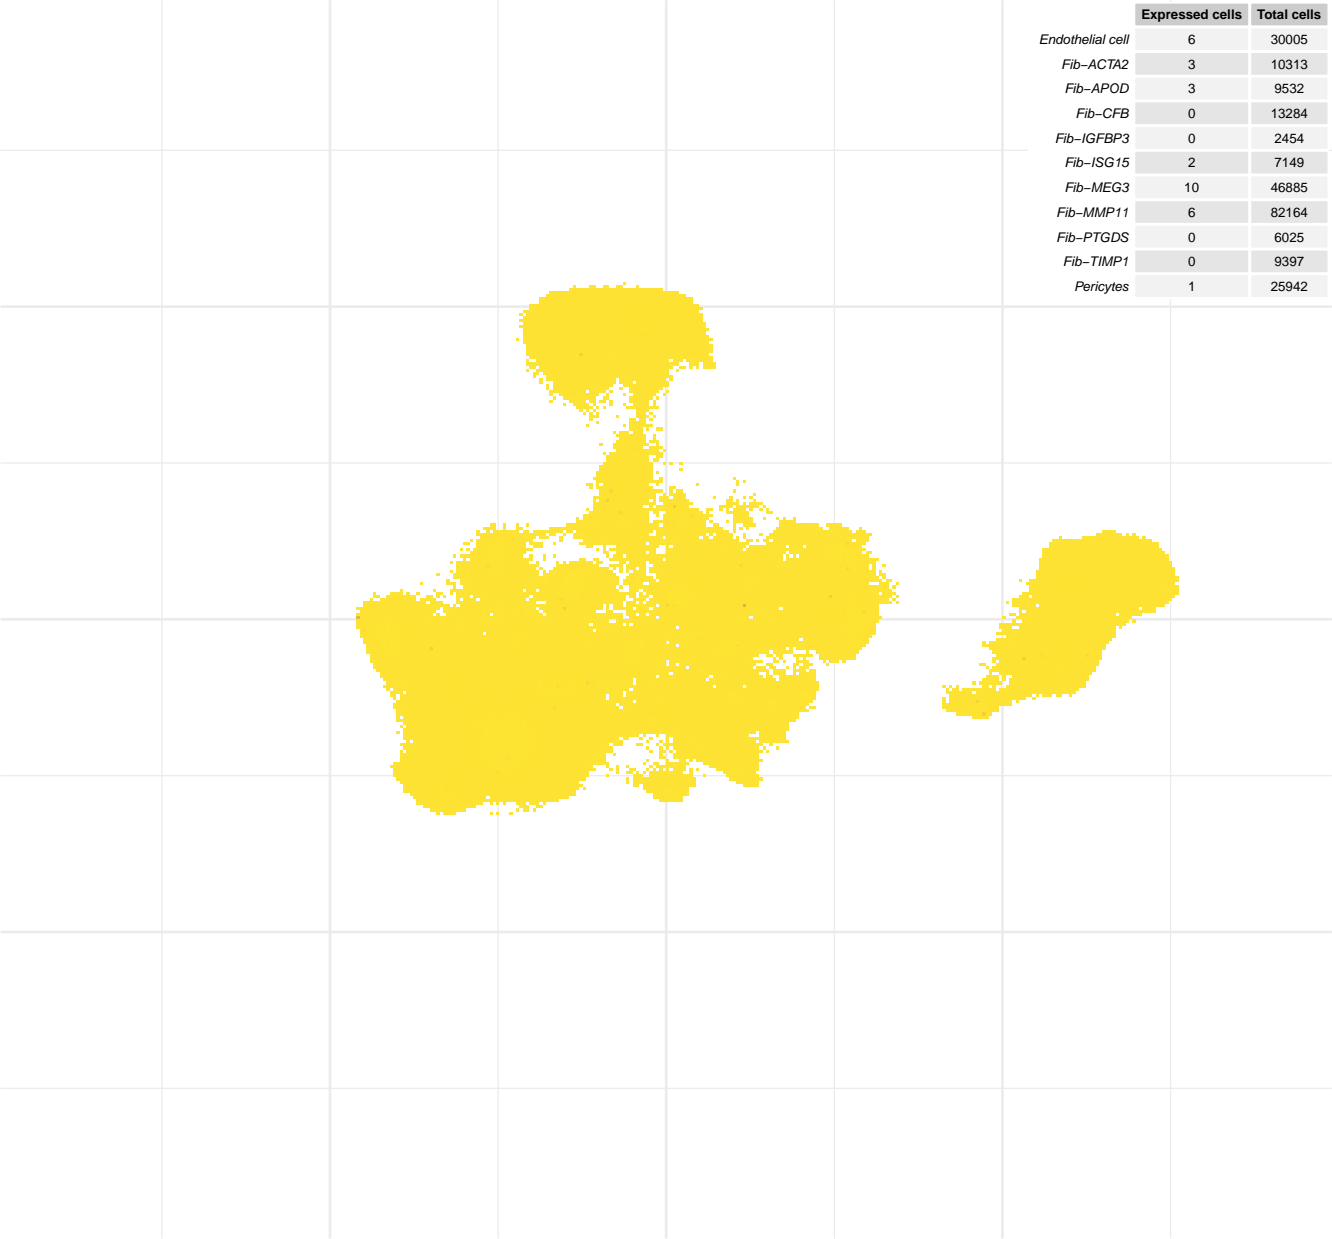 Expressed cells Total cells
Endothelial cell 6 30005
Fib−ACTA2 3 10313
Fib−APOD 3 9532
Fib−CFB 0 13284
Fib−IGFBP3 0 2454
Fib−ISG15 2 7149
Fib−MEG3 10 46885
Fib−MMP11 6 82164
Fib−PTGDS 0 6025
Fib−TIMP1 0 9397
Pericytes 1 25942